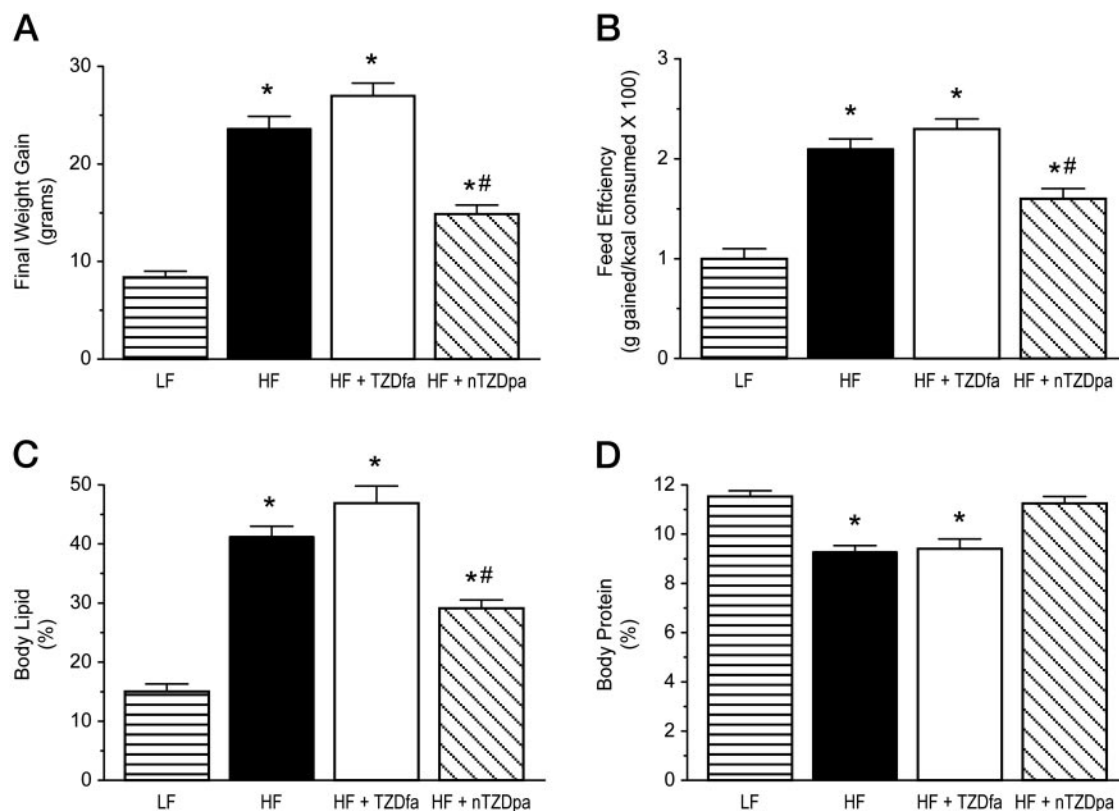 A
Final Weight Gain
(grams)
30
20
10
0
*
*
*#
LF
HF
HF + TZDfa
HF + nTZDpa
B
Feed Effciency
(g gained/kcal consumed X 100)
3
2
1
0
*
*
*#
LF
HF
HF + TZDfa
HF + nTZDpa
C
Body Lipid
(%)
50
40
30
20
10
0
*
*
*#
LF
HF
HF + TZDfa
HF + nTZDpa
D
Body Protein
(%)
12
10
8
6
4
2
0
*
*
LF
HF
HF + TZDfa
HF + nTZDpa